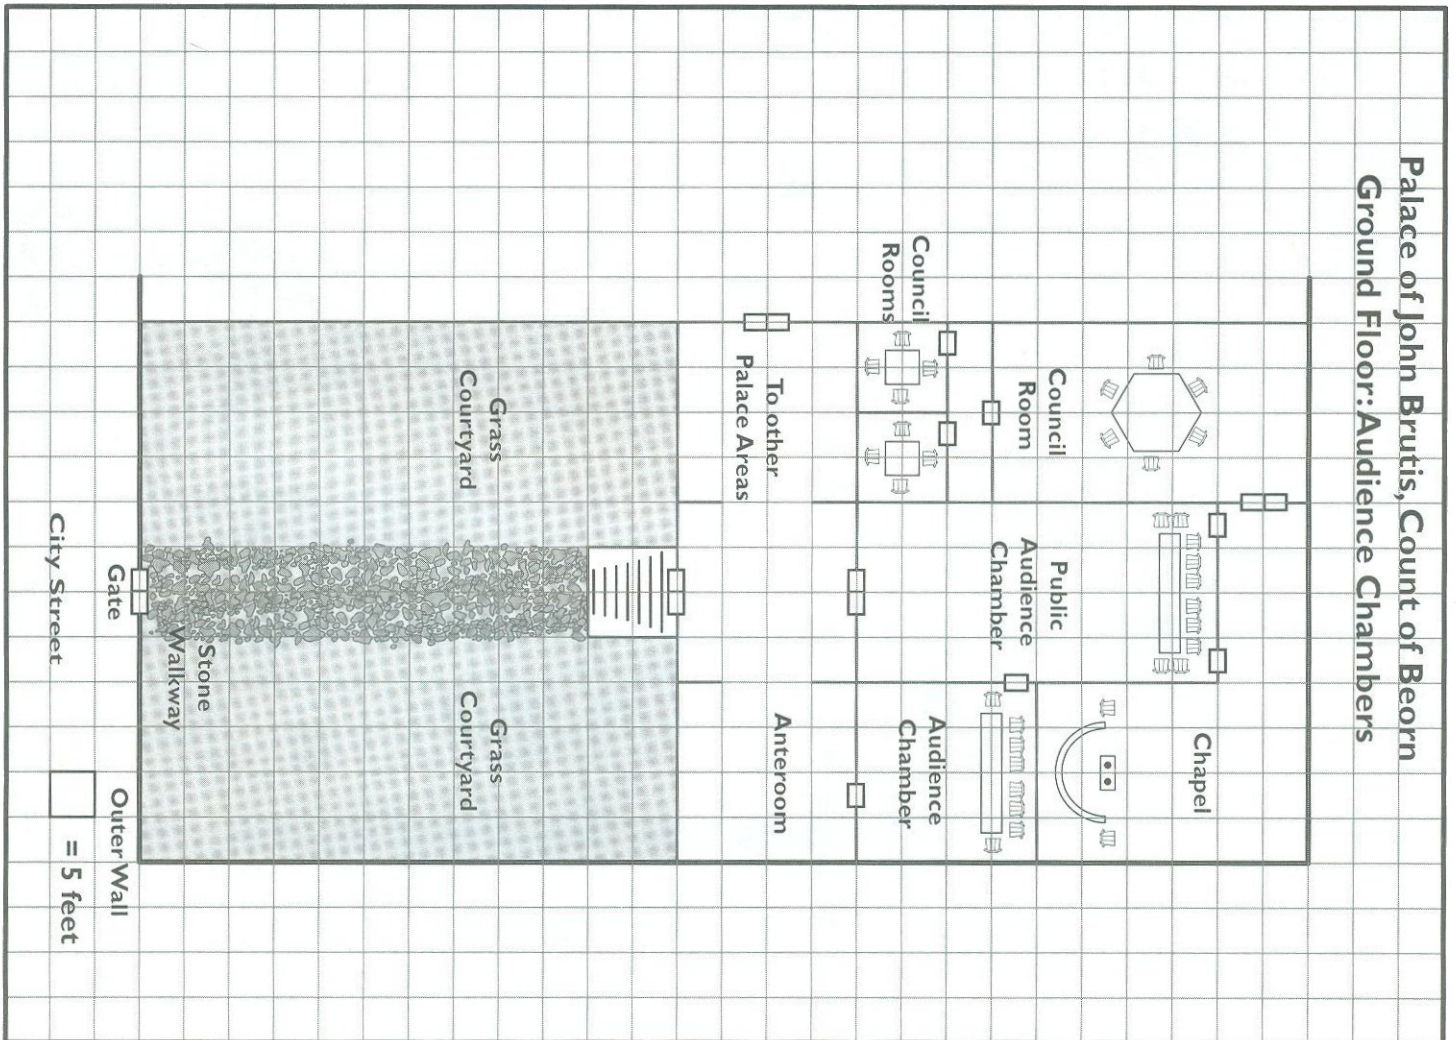 Palace of John Brutis, Count of Beorn
Ground Floor: Audience Chambers
Council
Room
Chapel
Public
Audience
Chamber
Council
Rooms
Audience
Chamber
To other
Palace Areas
Anteroom
Grass
Courtyard
Grass
Courtyard
Stone
Walkway
Gate
Outer Wall
City Street
= 5 feet